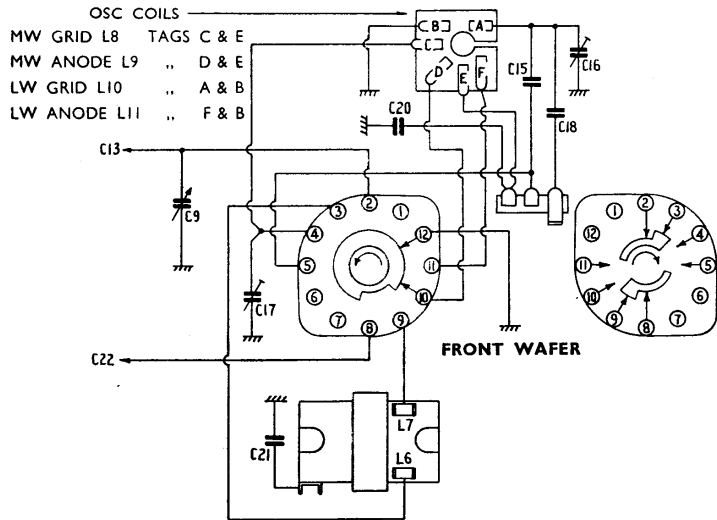 OSC COILS
MW GRID L8 TAGS C & E
MW ANODE L9 ,, D & E
LW GRID L10 ,, A & B
LW ANODE L11 ,, F & B
B
A
C
D
E
F
C15
C16
C20
C18
C13
C9
3
2
1
4
12
5
11
6
10
7
8
9
C17
C22
1
2
3
12
4
11
5
10
6
9
8
7
FRONT WAFER
L7
C21
L6